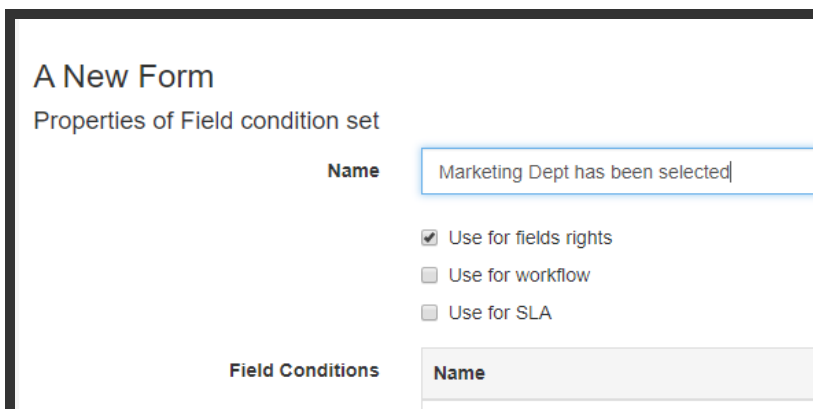 A New Form
Properties of Field condition set
Name
Marketing Dept has been selected
Use for fields rights
Use for workflow
Use for SLA
Field Conditions
Name